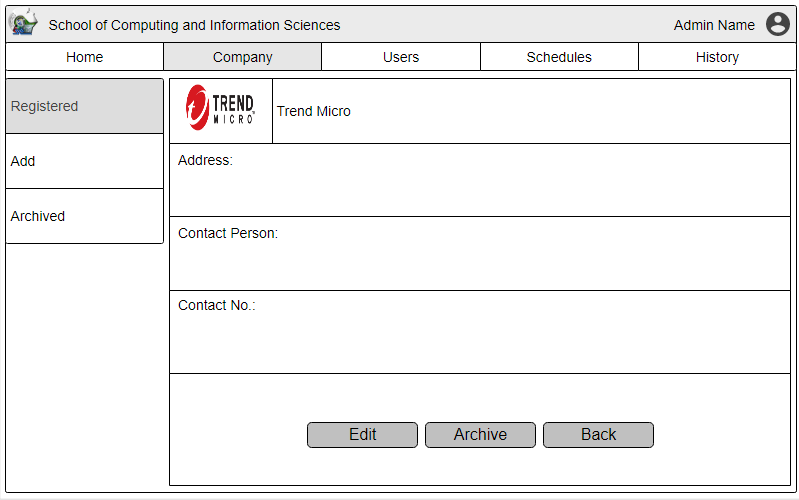 School of Computing and Information Sciences
Admin Name
Home
Company
Users
Schedules
History
Registered
Add
Archived
TREND
MICRO
Trend Micro
Address:
Contact Person:
Contact No.:
Edit
Archive
Back